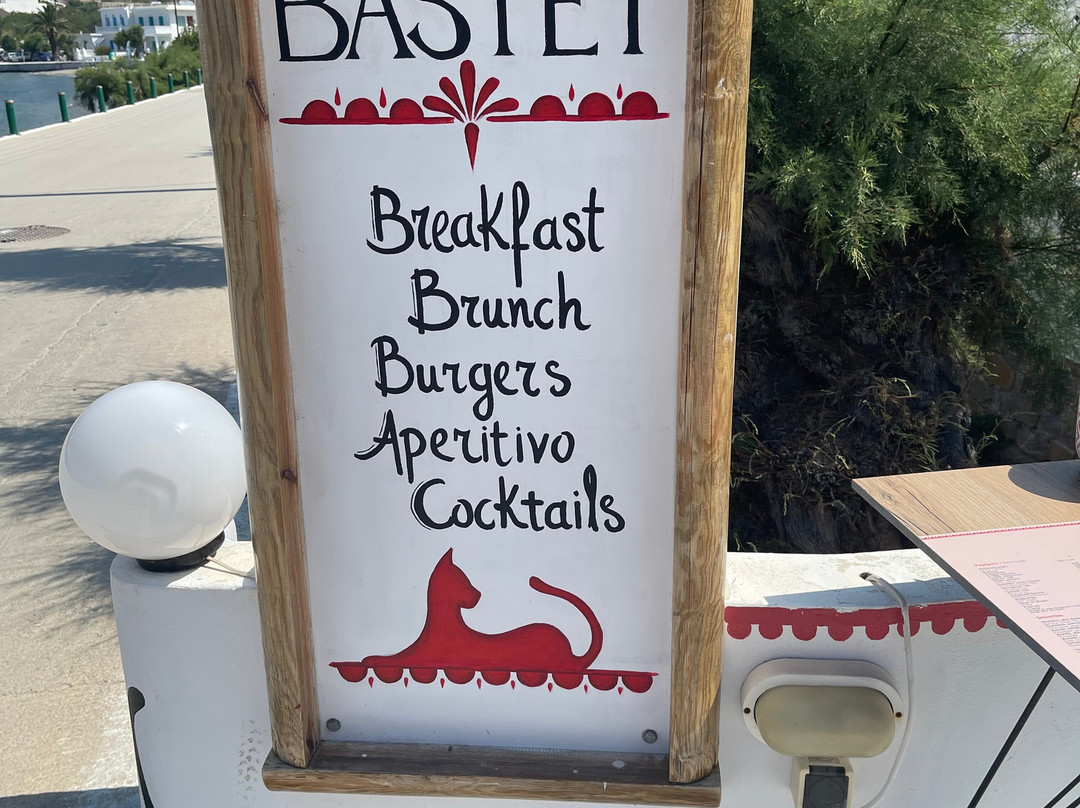 BASTET
Breakfast
Brunch
Burgers
Aperitivo
Cocktails